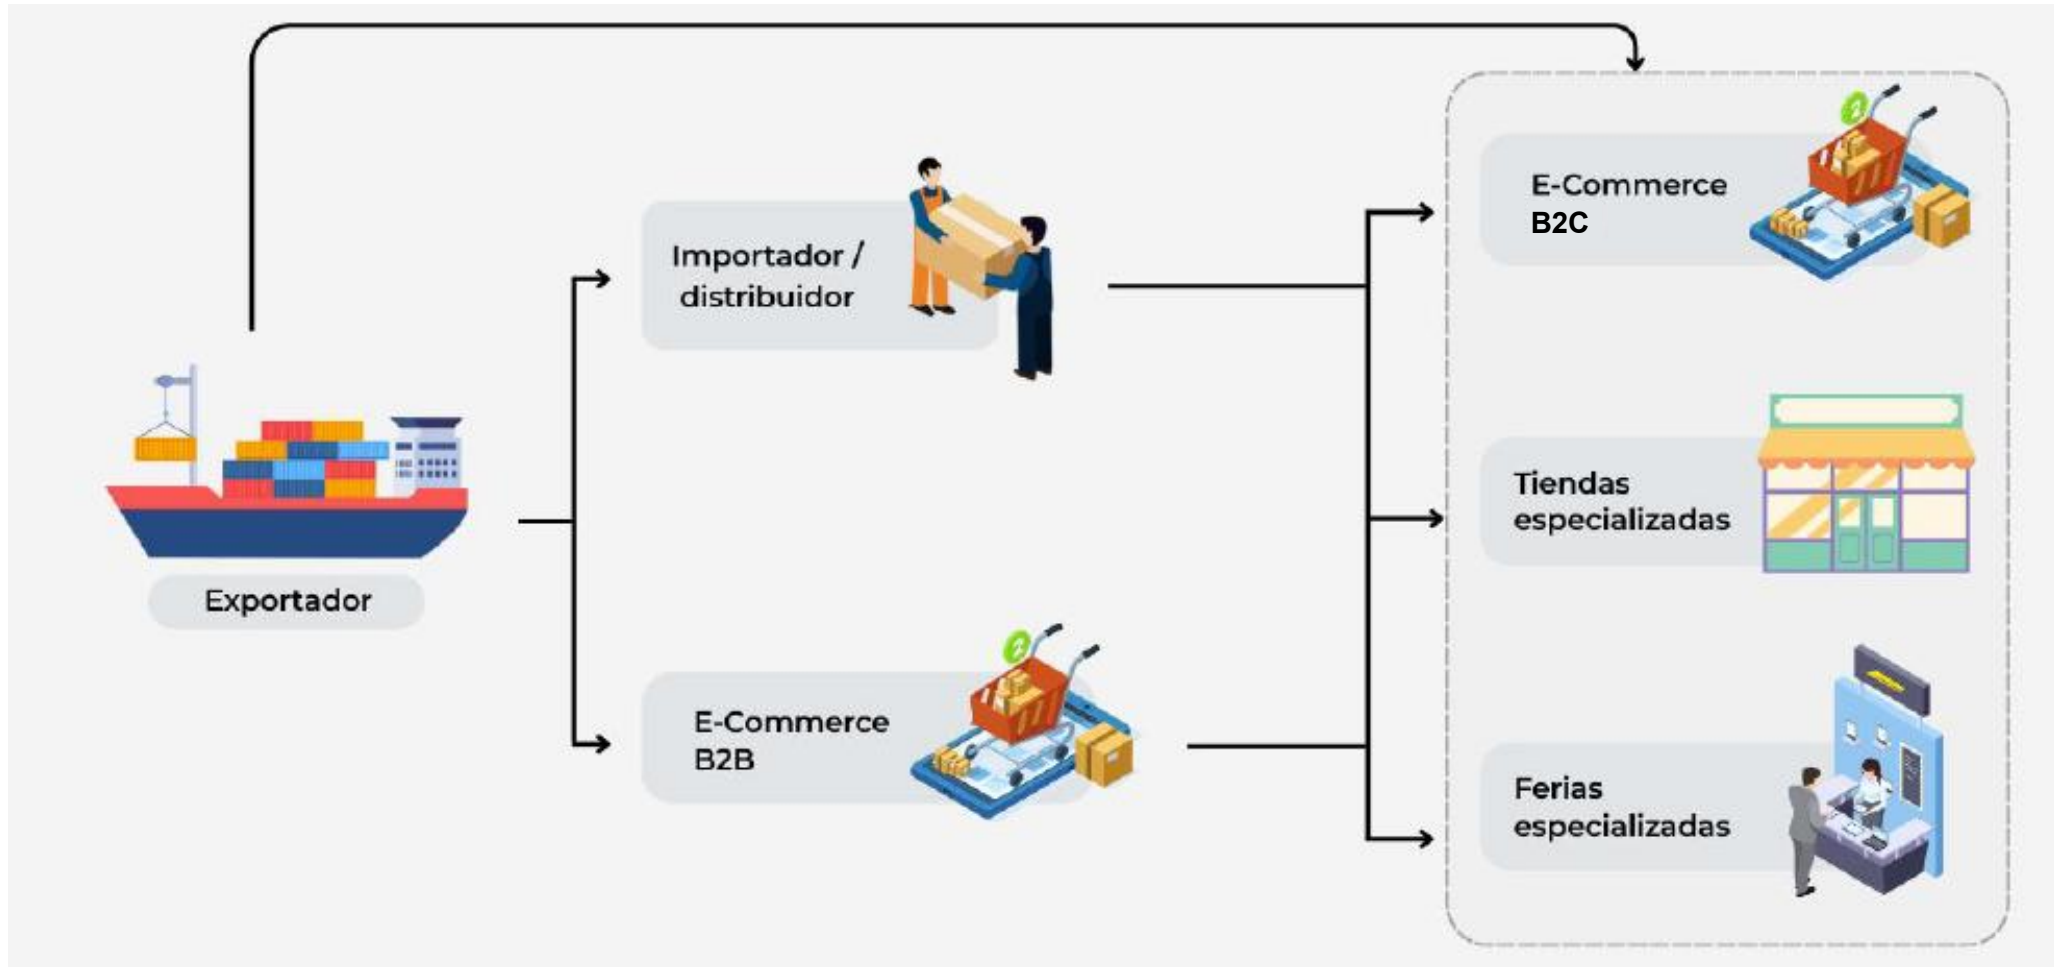 E-Commerce
B2C
Importador /
distribuidor
Tiendas
especializadas
Exportador
E-Commerce
B2B
Ferias
especializadas